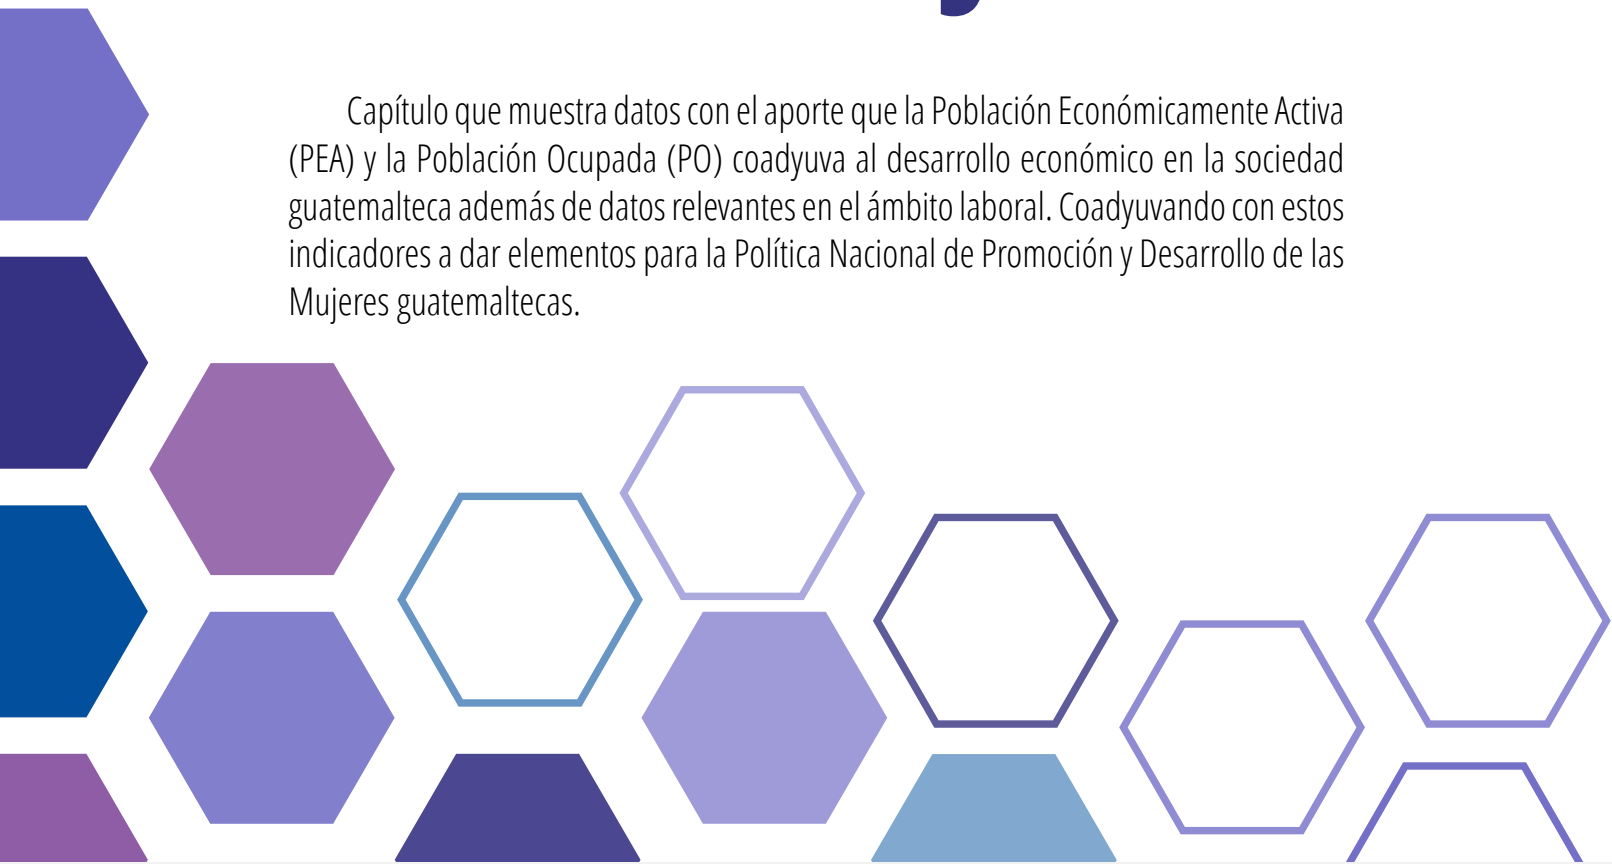 Capítulo que muestra datos con el aporte que la Población Económicamente Activa
(PEA) y la Población Ocupada (PO) coadyuva al desarrollo económico en la sociedad
guatemalteca además de datos relevantes en el ámbito laboral. Coadyuvando con estos
indicadores a dar elementos para la Política Nacional de Promoción y Desarrollo de las
Mujeres guatemaltecas.